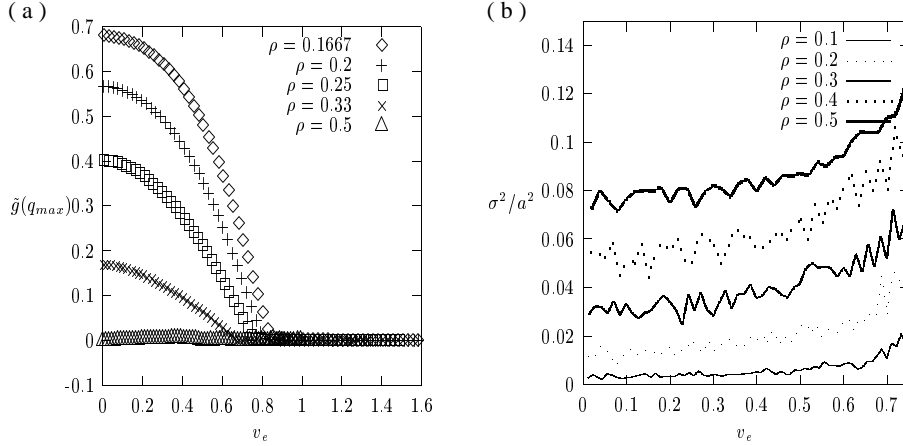 ( a )
0.7
0.6
0.5
0.4
0.3
0.2
0.1
0
-0.1
g̃(q_max)
ρ = 0.1667
ρ = 0.2
ρ = 0.25
ρ = 0.33
ρ = 0.5
0 0.2 0.4 0.6 0.8 1 1.2 1.4 1.6
v_e
( b )
0.14
0.12
0.1
0.08
0.06
0.04
0.02
0
σ²/a²
ρ = 0.1
ρ = 0.2
ρ = 0.3
ρ = 0.4
ρ = 0.5
0 0.1 0.2 0.3 0.4 0.5 0.6 0.7
v_e